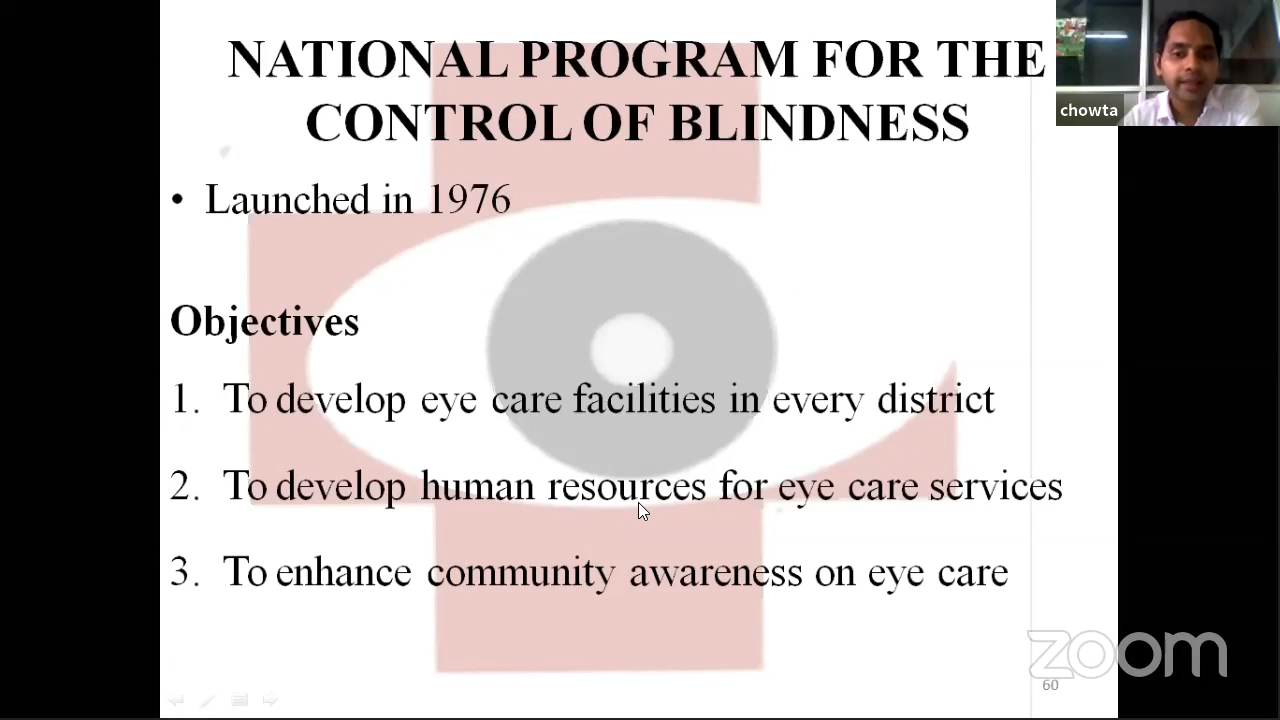 NATIONAL PROGRAM FOR THE
CONTROL OF BLINDNESS
chowta
• Launched in 1976
Objectives
1. To develop eye care facilities in every district
2. To develop human resources for eye care services
3. To enhance community awareness on eye care
zoom
60